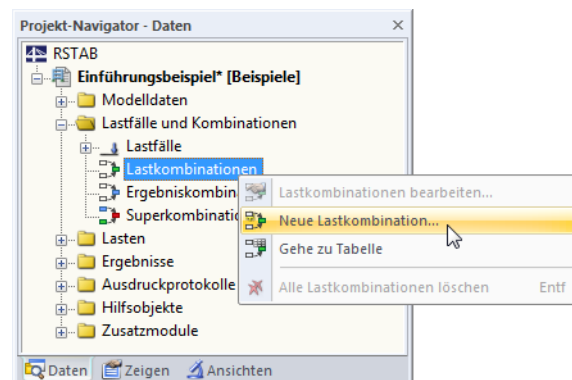 Projekt-Navigator - Daten
RSTAB
Einführungsbeispiel* [Beispiele]
Modelldaten
Lastfälle und Kombinationen
Lastfälle
Lastkombinationen
Ergebniskombin
Superkombinatio
Lasten
Ergebnisse
Ausdruckprotokolle
Hilfsobjekte
Zusatzmodule
Lastkombinationen bearbeiten...
Neue Lastkombination...
Gehe zu Tabelle
Alle Lastkombinationen löschen Entf
Daten Zeigen Ansichten